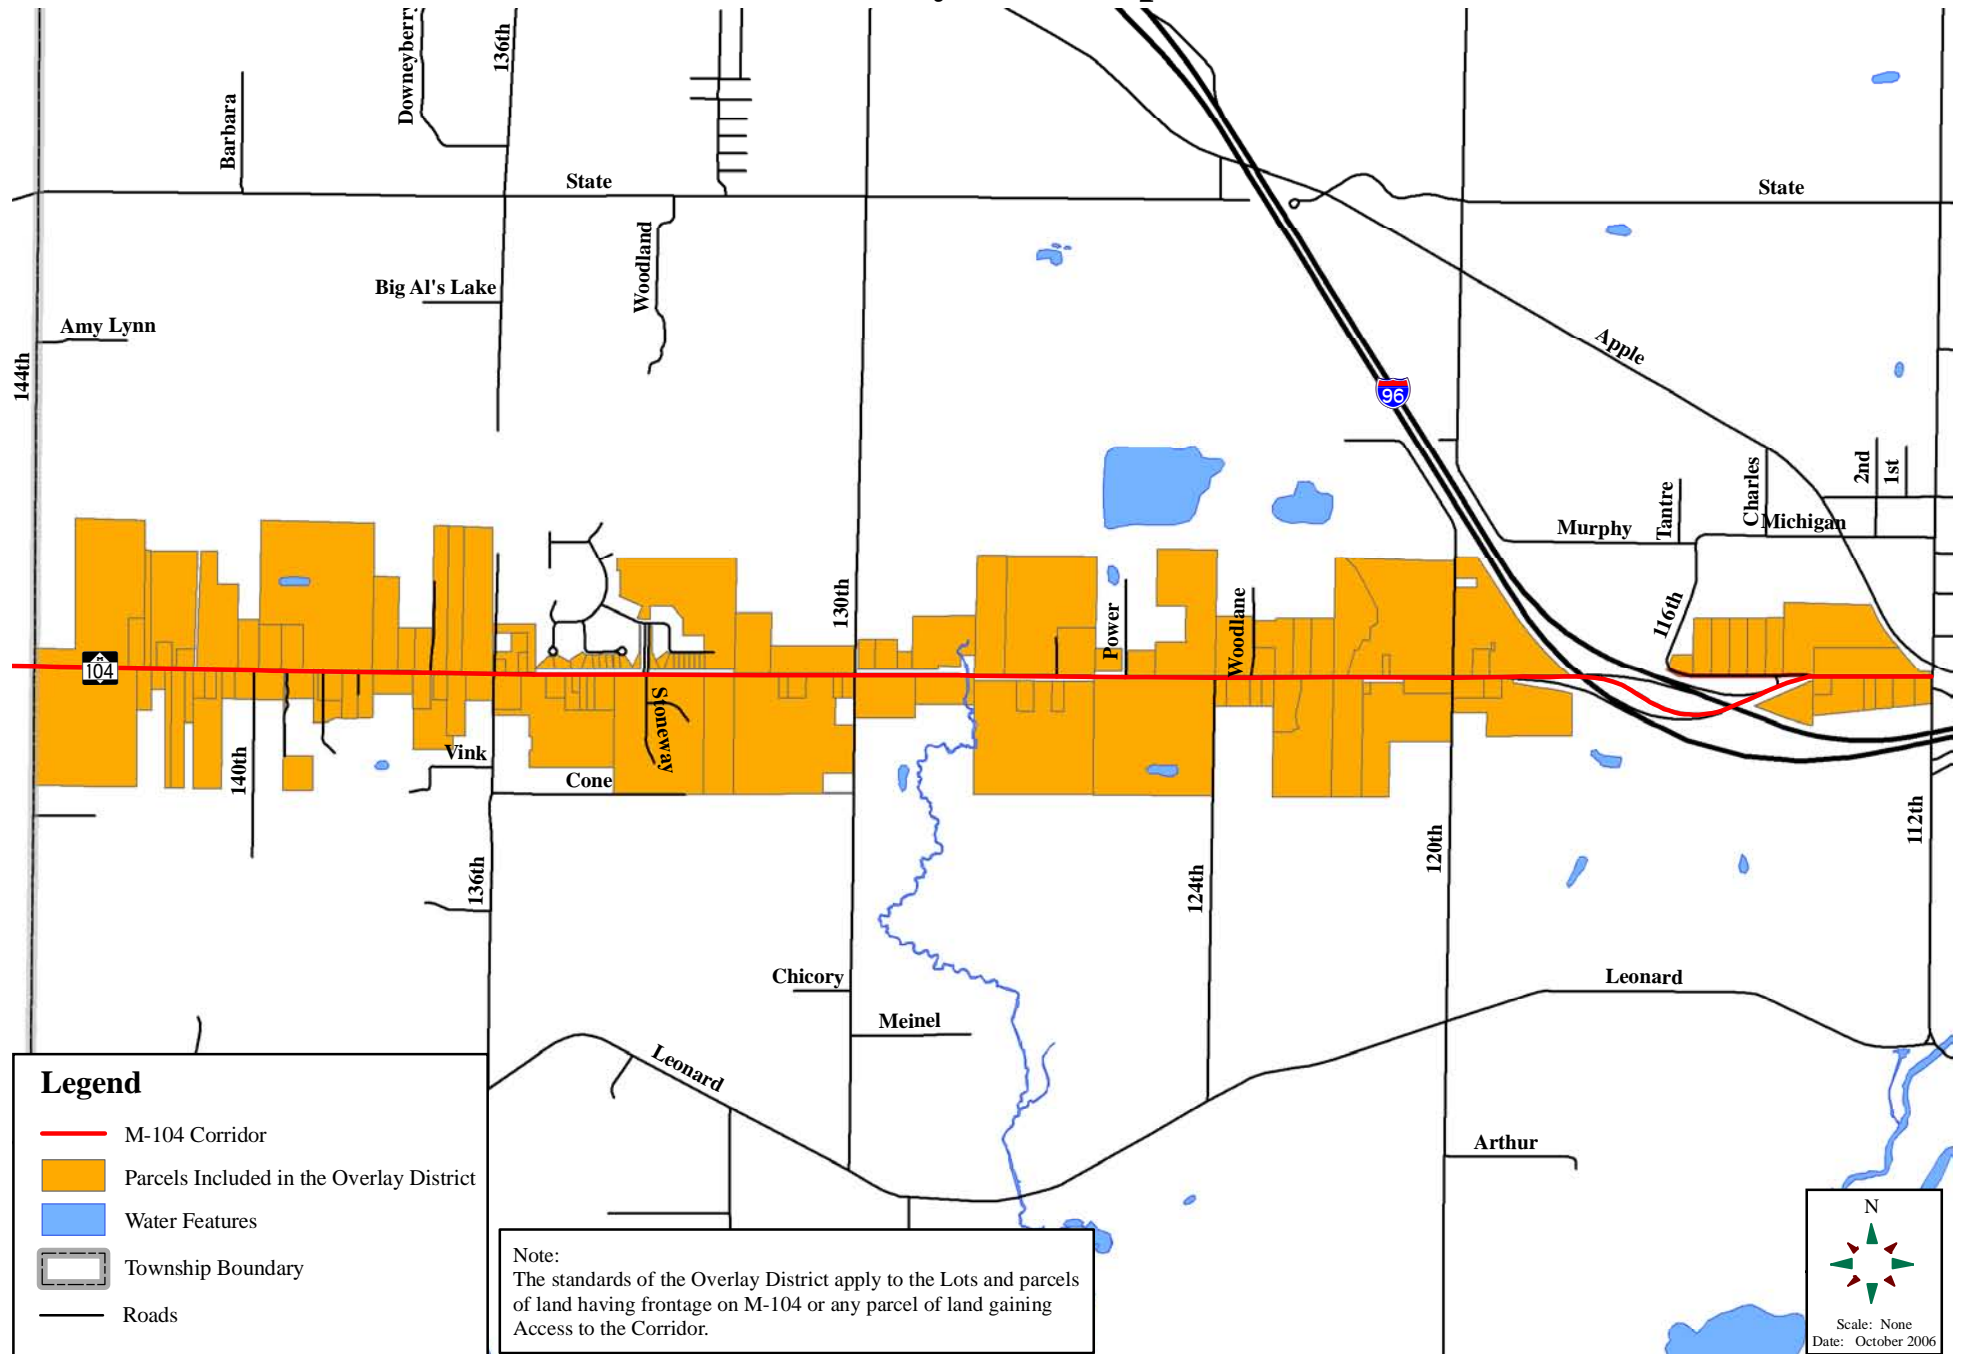 136th
Downeyberry
Barbara
State
State
Woodland
Big Al's Lake
Amy Lynn
144th
Apple
96
2nd
1st
Charles
Tantre
Murphy
Michigan
116th
130th
Power
Woodlane
M
104
Stoneway
Vink
Cone
140th
136th
124th
120th
112th
Chicory
Meinel
Leonard
Leonard
Arthur
Legend
M-104 Corridor
Parcels Included in the Overlay District
Water Features
Township Boundary
Roads
Note:
The standards of the Overlay District apply to the Lots and parcels
of land having frontage on M-104 or any parcel of land gaining
Access to the Corridor.
N
Scale: None
Date: October 2006